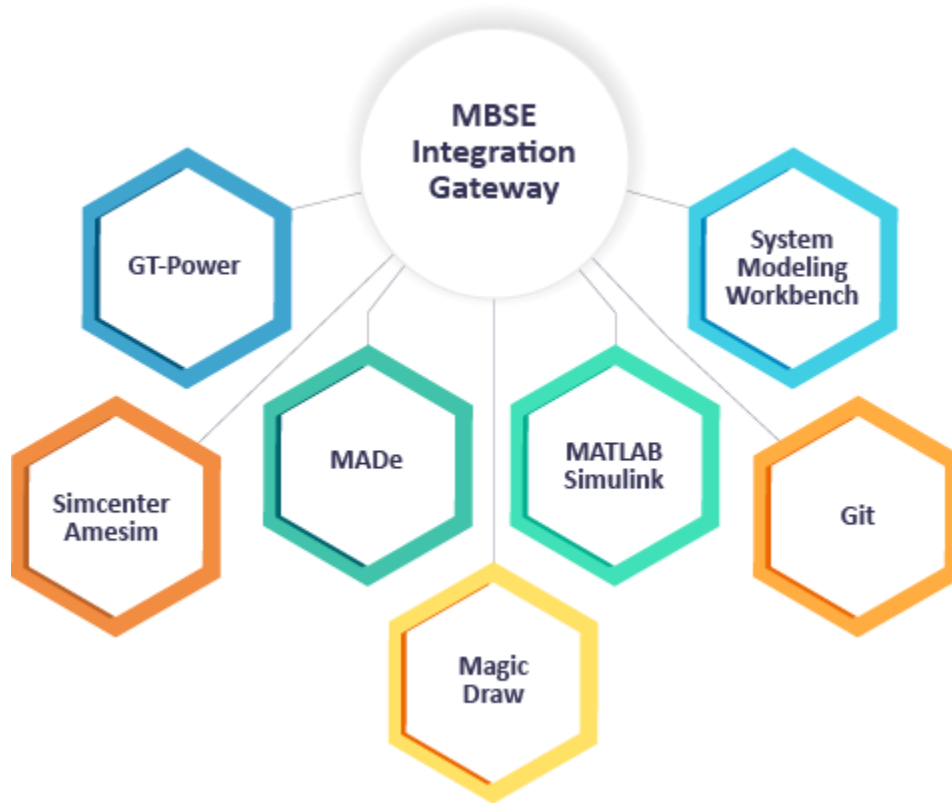 MBSE
Integration
Gateway
GT-Power
System
Modeling
Workbench
Simcenter
Amesim
MADe
MATLAB
Simulink
Git
Magic
Draw